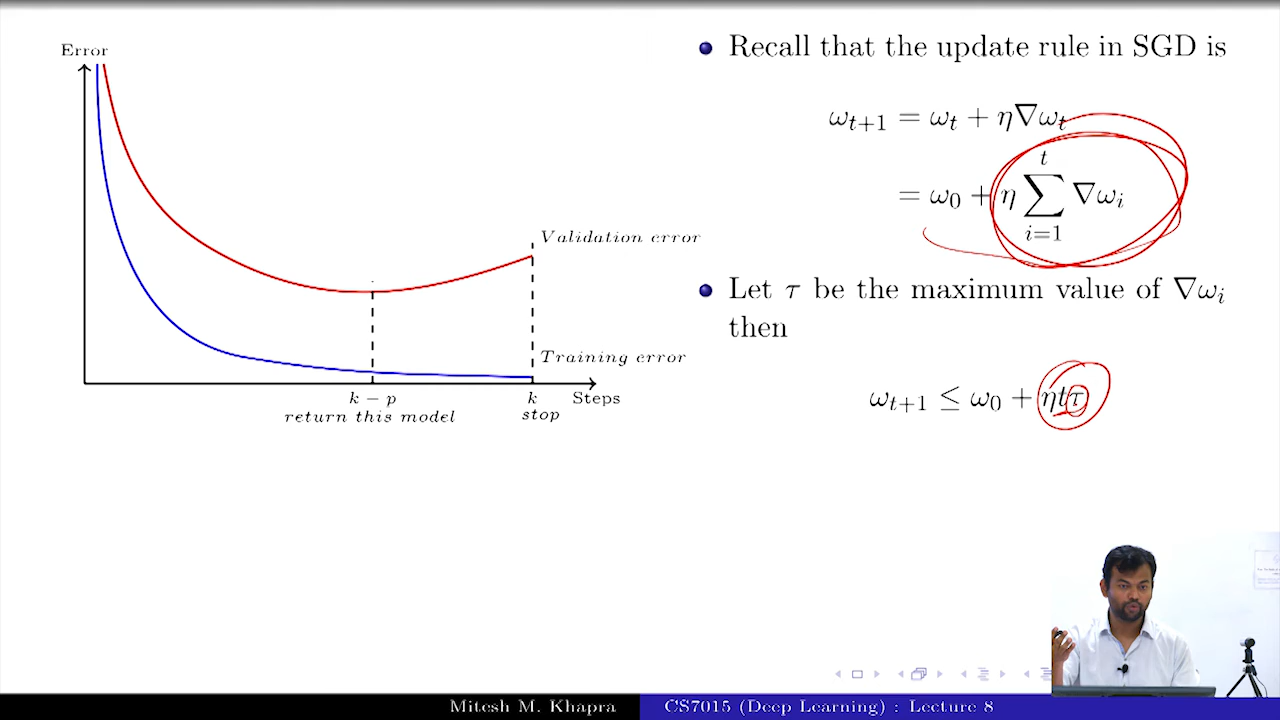 Error
Validation error
Training error
k − p
return this model
k
stop
Steps
Recall that the update rule in SGD is
ω_{t+1} = ω_t + η∇ω_t
= ω_0 + η ∑_{i=1}^{t} ∇ω_i
Let τ be the maximum value of ∇ω_i
then
ω_{t+1} ≤ ω_0 + ηtτ
Mitesh M. Khapra
CS7015 (Deep Learning) : Lecture 8